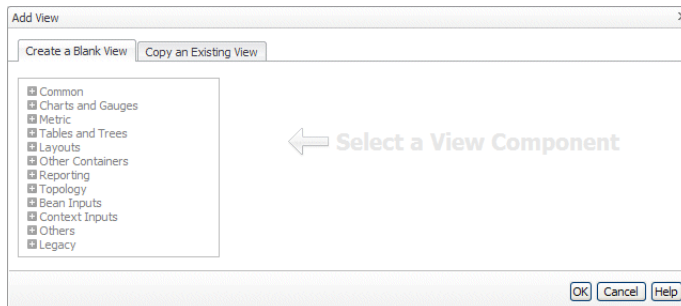 Add View
Create a Blank View
Copy an Existing View
Common
Charts and Gauges
Metric
Tables and Trees
Layouts
Other Containers
Reporting
Topology
Bean Inputs
Context Inputs
Others
Legacy
Select a View Component
OK
Cancel
Help